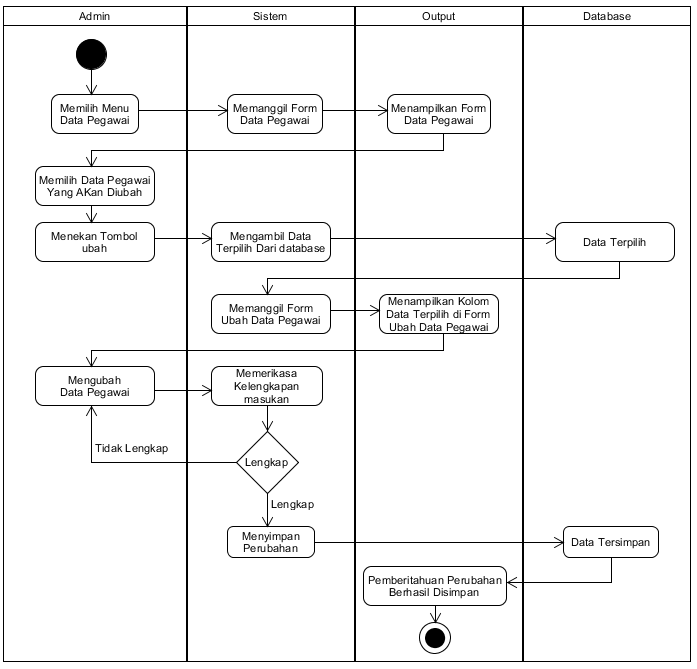 Admin
Sistem
Output
Database
Memilih Menu
Data Pegawai
Memanggil Form
Data Pegawai
Menampilkan Form
Data Pegawai
Memilih Data Pegawai
Yang AKan Diubah
Menekan Tombol
ubah
Mengambil Data
Terpilih Dari database
Data Terpilih
Memanggil Form
Ubah Data Pegawai
Menampilkan Kolom
Data Terpilih di Form
Ubah Data Pegawai
Mengubah
Data Pegawai
Memerikasa
Kelengkapan
masukan
Tidak Lengkap
Lengkap
Lengkap
Menyimpan
Perubahan
Data Tersimpan
Pemberitahuan Perubahan
Berhasil Disimpan